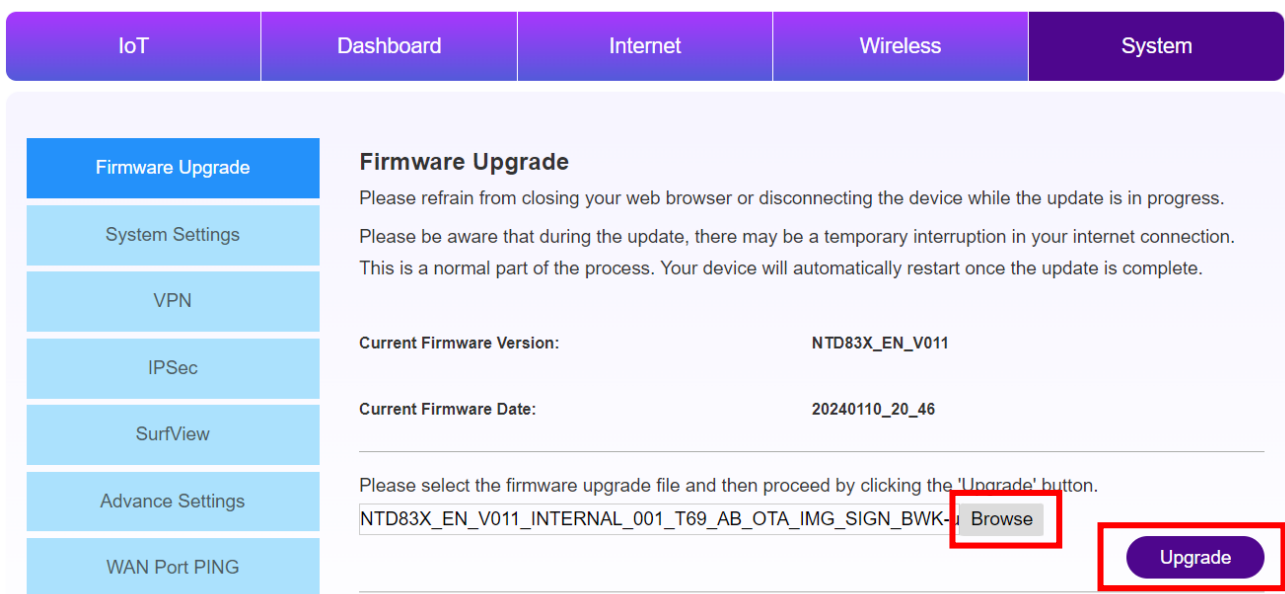 IoT
Dashboard
Internet
Wireless
System
Firmware Upgrade
System Settings
VPN
IPSec
SurfView
Advance Settings
WAN Port PING
Firmware Upgrade
Please refrain from closing your web browser or disconnecting the device while the update is in progress.
Please be aware that during the update, there may be a temporary interruption in your internet connection.
This is a normal part of the process. Your device will automatically restart once the update is complete.
Current Firmware Version: NTD83X_EN_V011
Current Firmware Date: 20240110_20_46
Please select the firmware upgrade file and then proceed by clicking the 'Upgrade' button.
NTD83X_EN_V011_INTERNAL_001_T69_AB_OTA_IMG_SIGN_BWK-u Browse
Upgrade